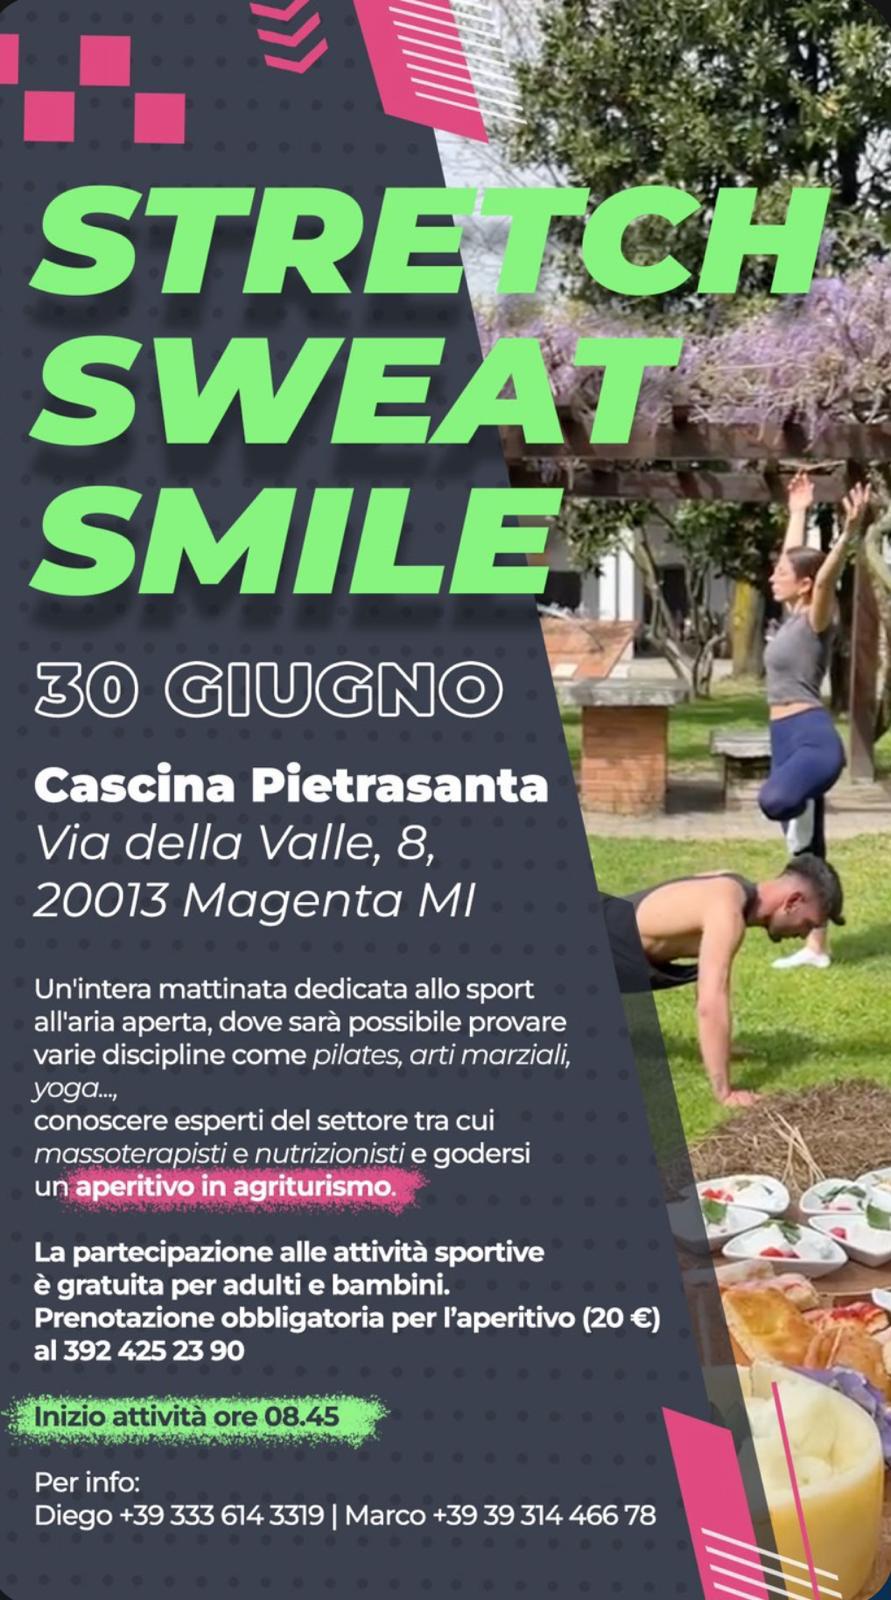 STRETCH
SWEAT
SMILE
30 GIUGNO
Cascina Pietrasanta
Via della Valle, 8,
20013 Magenta MI
Un'intera mattinata dedicata allo sport
all'aria aperta, dove sarà possibile provare
varie discipline come pilates, arti marziali,
yoga...,
conoscere esperti del settore tra cui
massoterapisti e nutrizionisti e godersi
un aperitivo in agriturismo.
La partecipazione alle attività sportive
è gratuita per adulti e bambini.
Prenotazione obbligatoria per l’aperitivo (20 €)
al 392 425 23 90
Inizio attività ore 08.45
Per info:
Diego +39 333 614 3319 | Marco +39 39 314 466 78